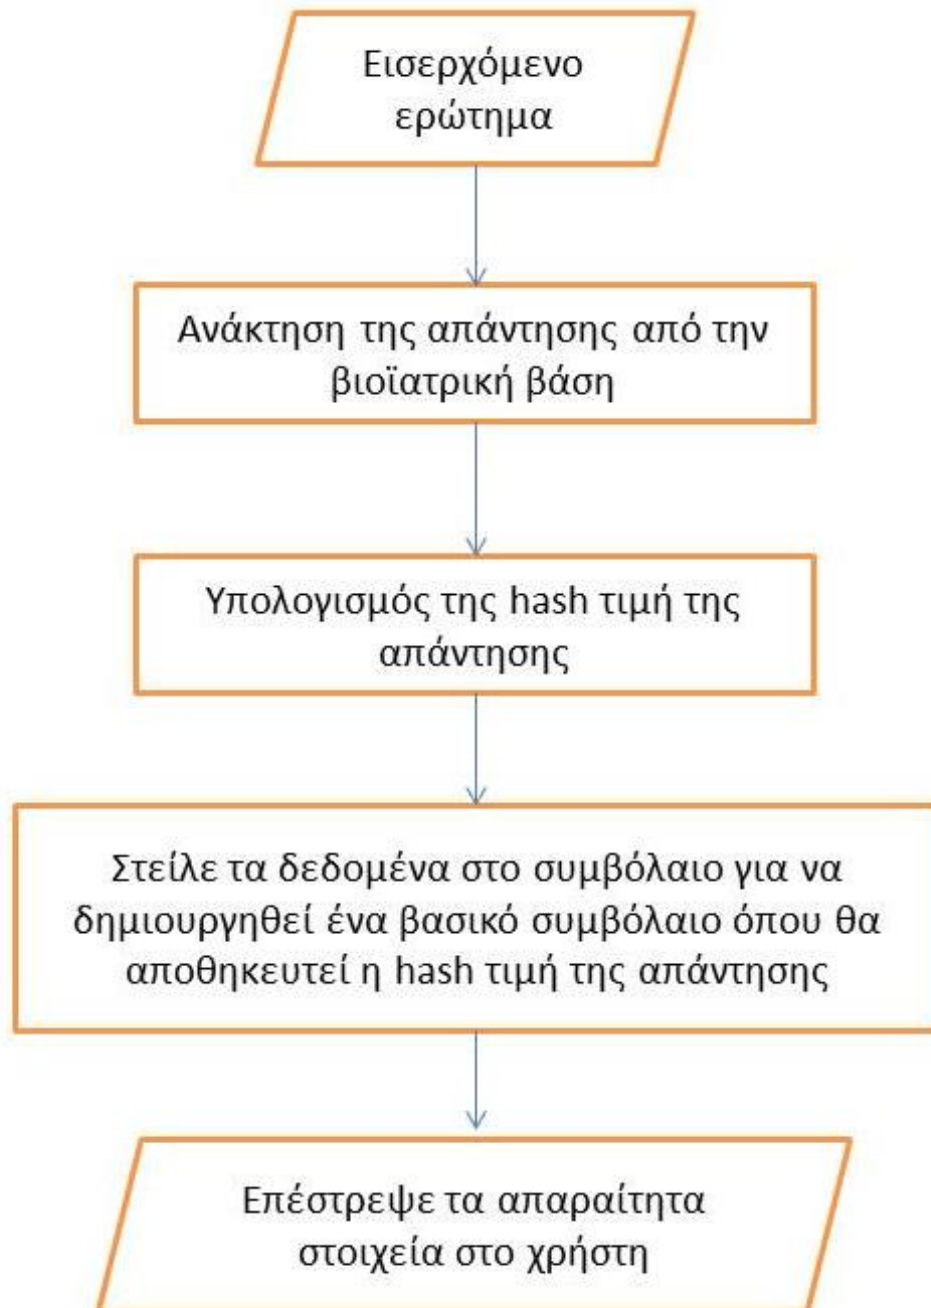 Εισερχόμενο
ερώτημα
Ανάκτηση της απάντησης από την
βιοϊατρική βάση
Υπολογισμός της hash τιμή της
απάντησης
Στείλε τα δεδομένα στο συμβόλαιο για να
δημιουργηθεί ένα βασικό συμβόλαιο όπου θα
αποθηκευτεί η hash τιμή της απάντησης
Επέστρεψε τα απαραίτητα
στοιχεία στο χρήστη